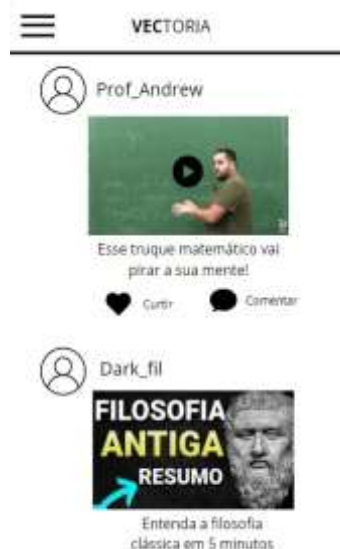 VECTORIA
Prof_Andrew
Esse truque matemático vai
pirar a sua mente!
Curtir
Comentar
Dark_fil
FILOSOFIA
ANTIGA
RESUMO
Entenda a filosofia
clássica em 5 minutos